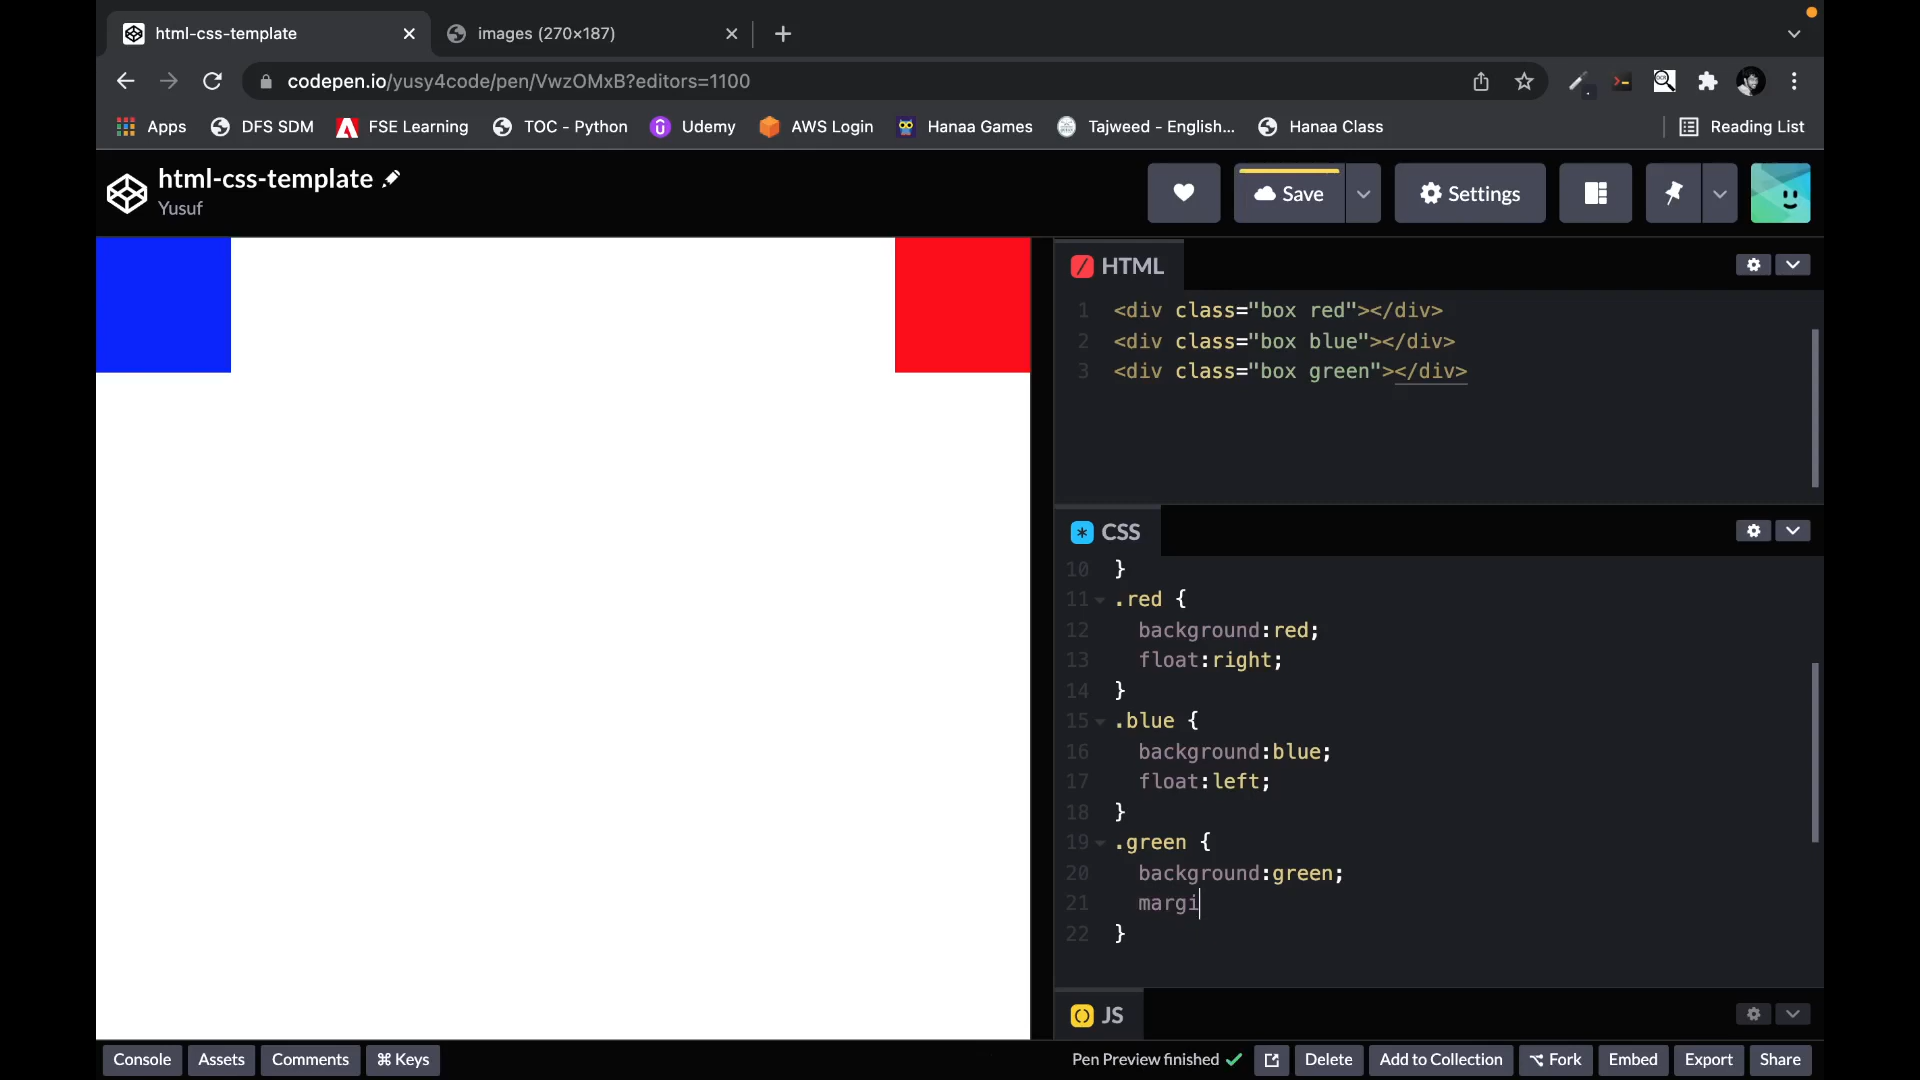 html-css-template
images (270×187)
codepen.io/yusy4code/pen/VwzOMxB?editors=1100
Apps
DFS SDM
FSE Learning
TOC - Python
Udemy
AWS Login
Hanaa Games
Tajweed - English...
Hanaa Class
Reading List
html-css-template
Yusuf
Save
Settings
HTML
1 <div class="box red"></div>
2 <div class="box blue"></div>
3 <div class="box green"></div>
CSS
10 }
11 .red {
12 background:red;
13 float:right;
14 }
15 .blue {
16 background:blue;
17 float:left;
18 }
19 .green {
20 background:green;
21 margi
22 }
JS
Console
Assets
Comments
⌘ Keys
Pen Preview finished
Delete
Add to Collection
Fork
Embed
Export
Share